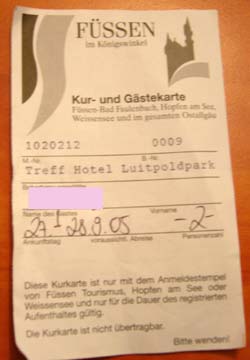 FÜSSEN
im Königswinkel
Kur- und Gästekarte
Füssen-Bad Faulenbach, Hopfen am See,
Weissensee und im gesamten Ostallgäu
1020212 0009
M.-Nr. B.-Nr.
Treff Hotel Luitpoldpark
Name des Gastes Vorname
27.-28.9.05 -2-
Ankunftstag voraussichtl. Abreise Personenzahl
Diese Kurkarte ist nur mit dem Anmeldestempel
von Füssen Tourismus, Hopfen am See oder
Weissensee und nur für die Dauer des registrierten
Aufenthaltes gültig.
Die Kurkarte ist nicht übertragbar.
Bitte wenden!